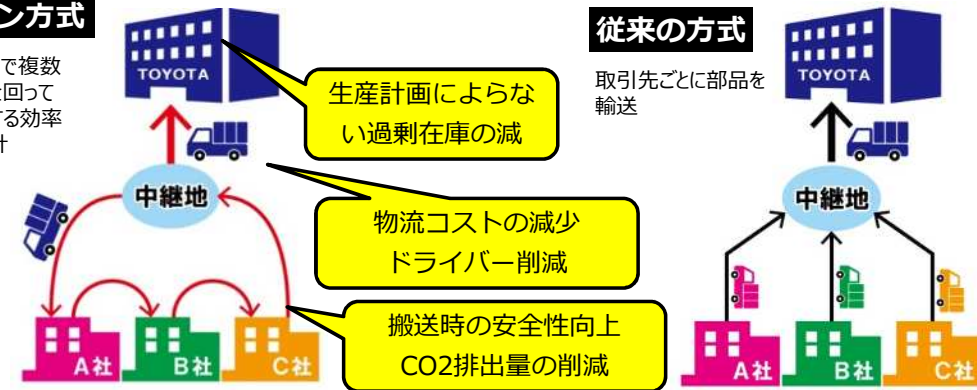 ン方式
で複数
回って
する効率
計
TOYOTA
中継地
A社
B社
C社
生産計画によらな
い過剰在庫の減
物流コストの減少
ドライバー削減
搬送時の安全性向上
CO2排出量の削減
従来の方式
取引先ごとに部品を
輸送
TOYOTA
中継地
A社
B社
C社